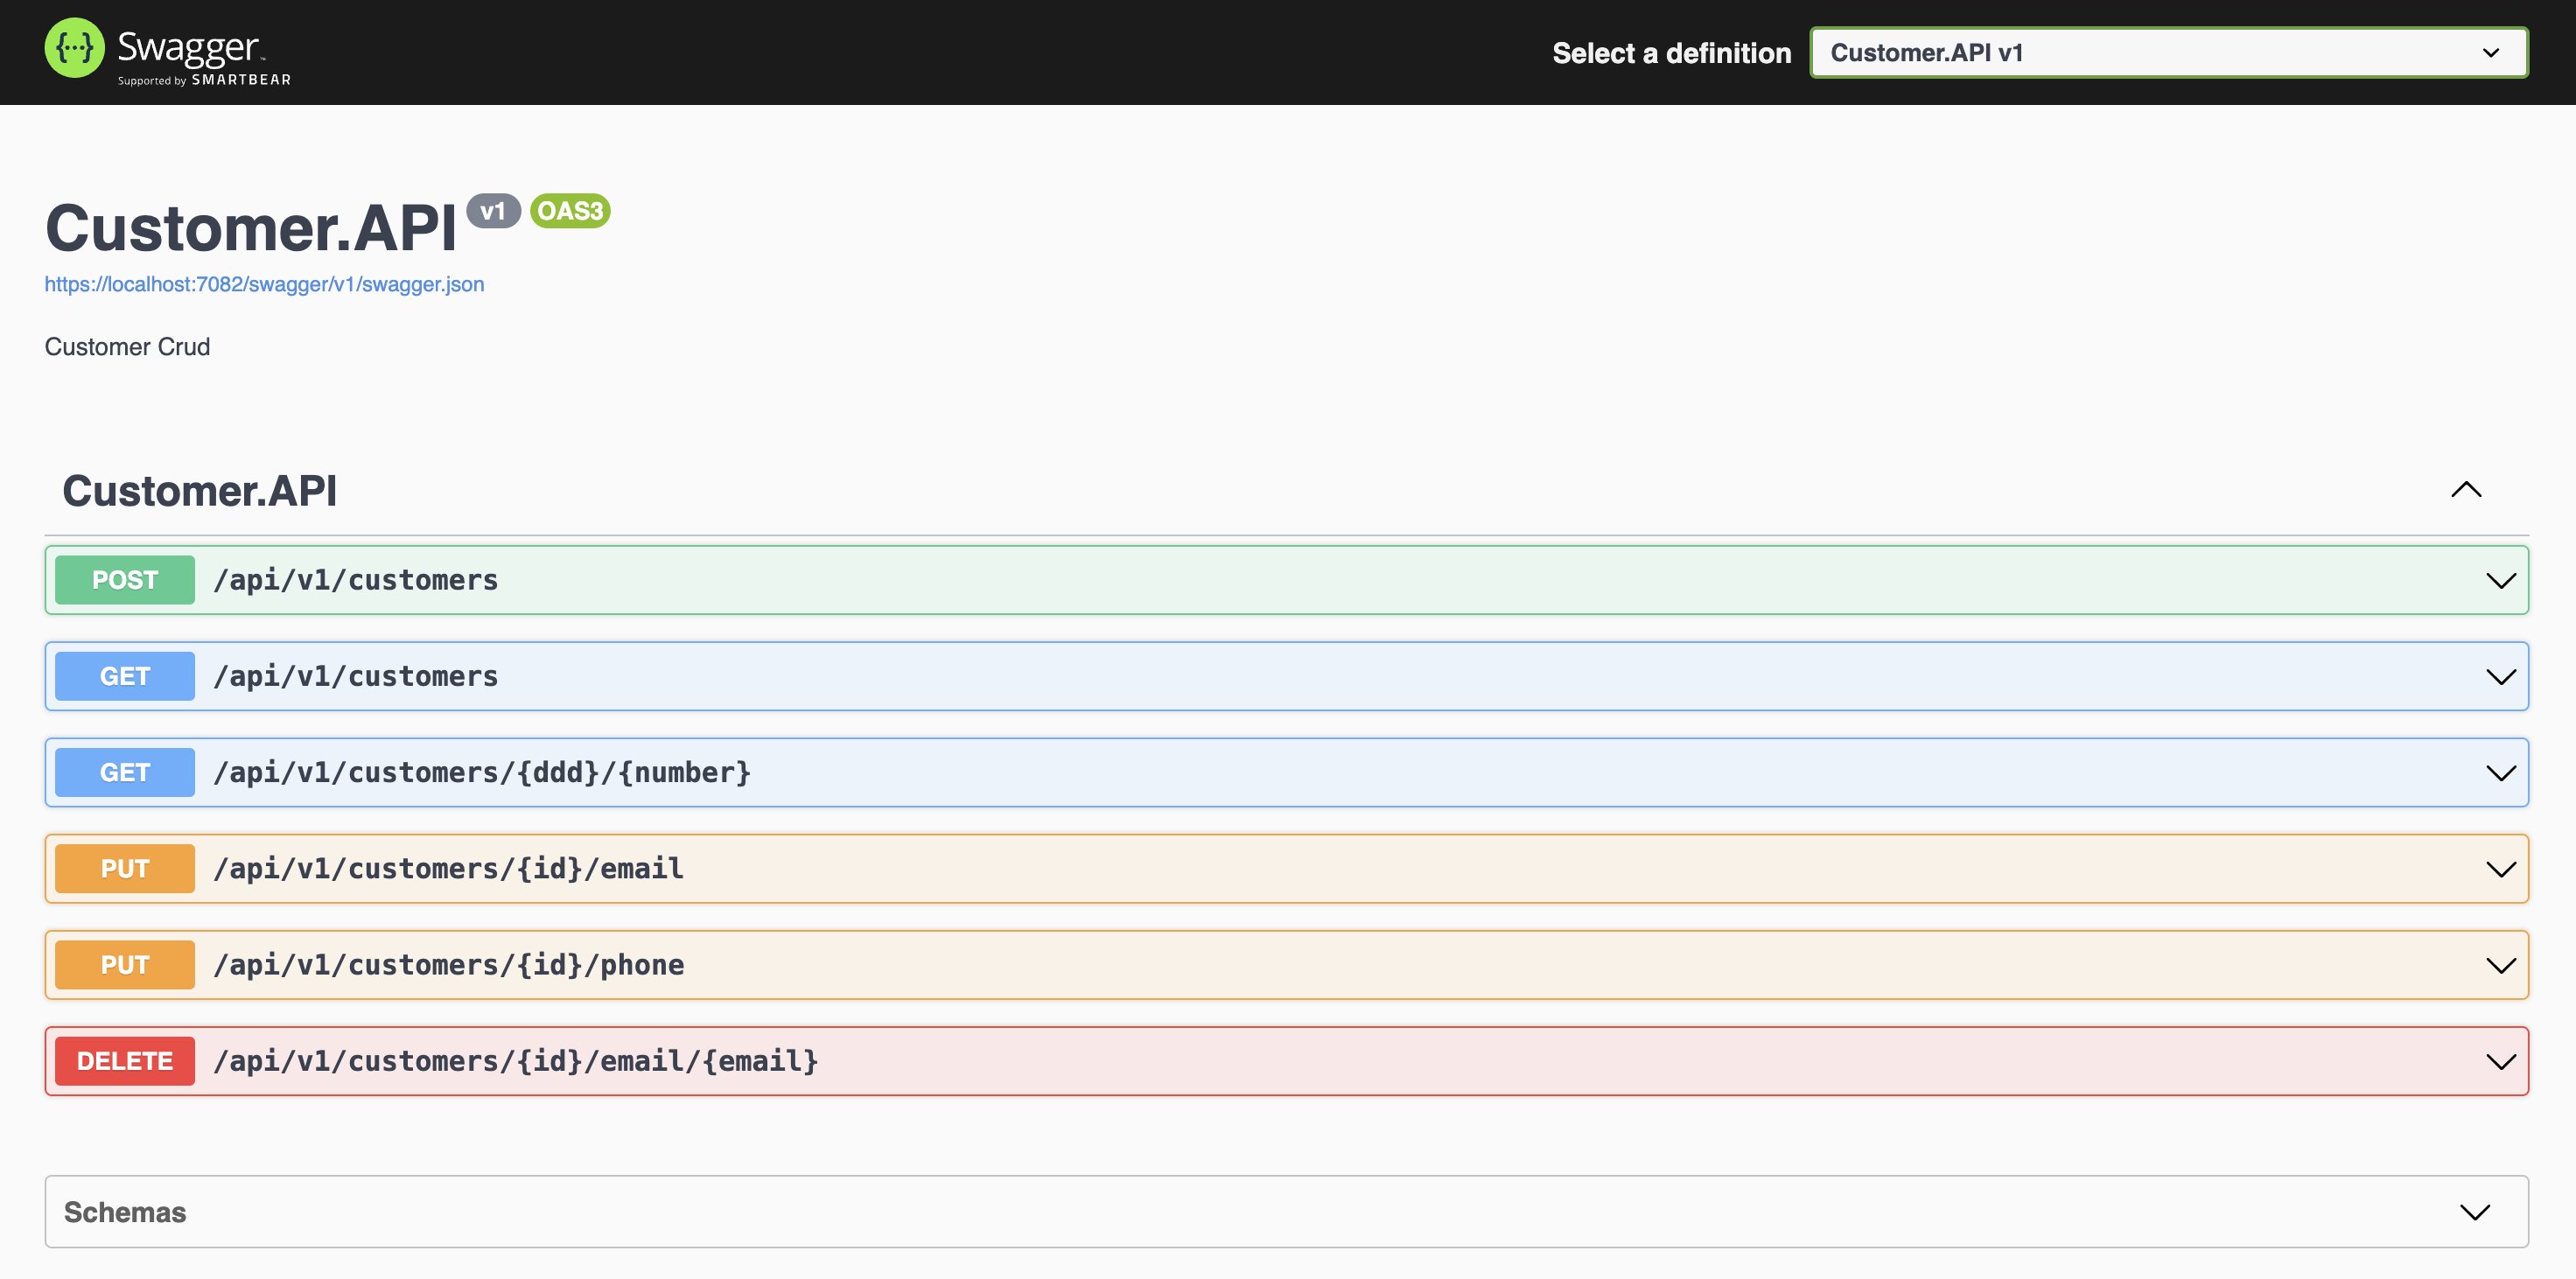 {···} Swagger™
Supported by SMARTBEAR
Select a definition
Customer.API v1
Customer.API v1 OAS3
https://localhost:7082/swagger/v1/swagger.json
Customer Crud
Customer.API
POST /api/v1/customers
GET /api/v1/customers
GET /api/v1/customers/{ddd}/{number}
PUT /api/v1/customers/{id}/email
PUT /api/v1/customers/{id}/phone
DELETE /api/v1/customers/{id}/email/{email}
Schemas